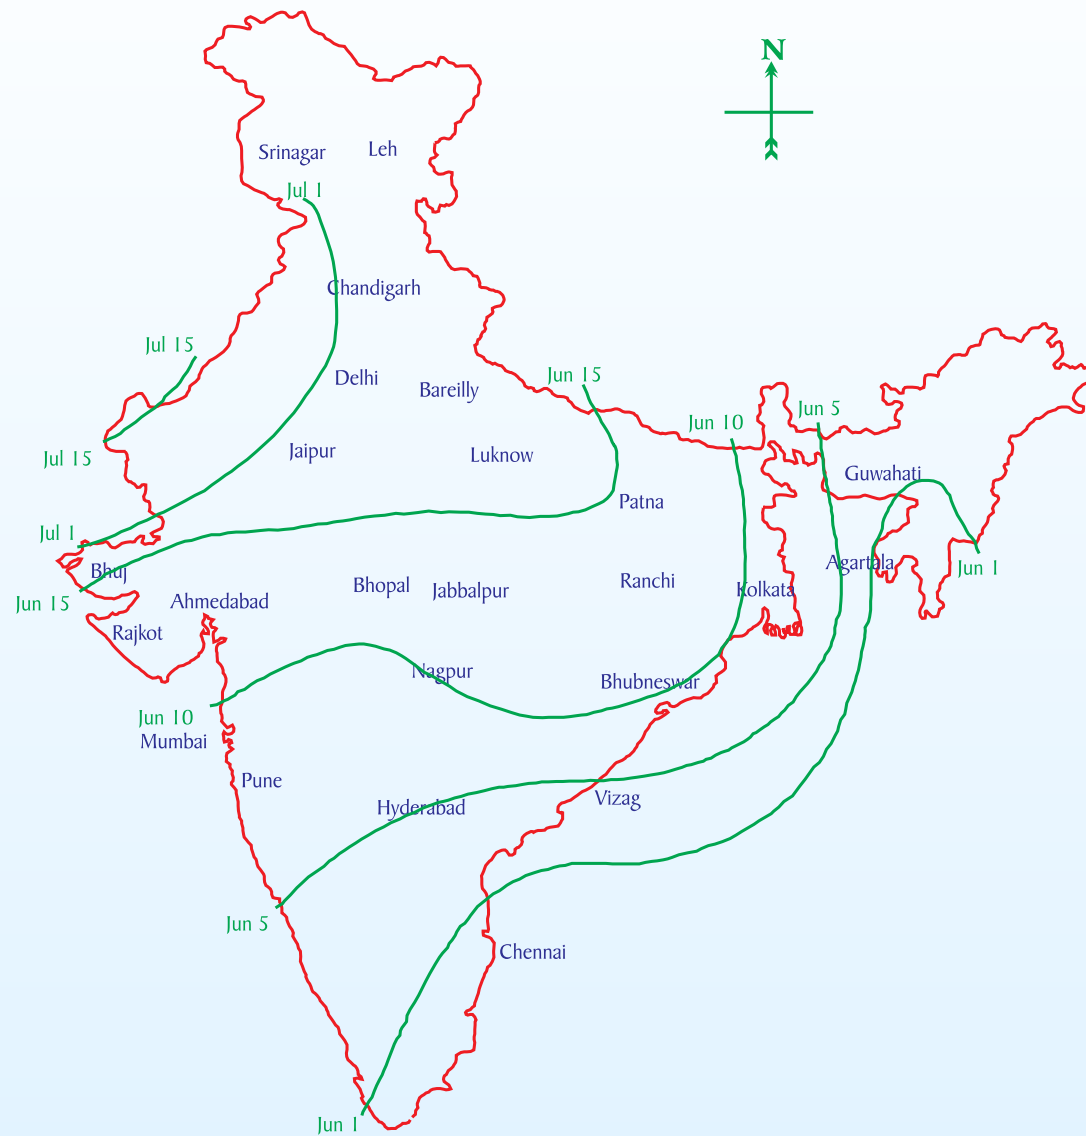 N
Srinagar
Leh
Jul 1
Chandigarh
Jul 15
Delhi
Jun 15
Bareilly
Jun 5
Jun 10
Jul 15
Jaipur
Luknow
Guwahati
Patna
Jul 1
Agartala
Jun 1
Bhuj
Ranchi
Bhopal
Jabbalpur
Kolkata
Jun 15
Ahmedabad
Rajkot
Nagpur
Bhubneswar
Jun 10
Mumbai
Pune
Hyderabad
Vizag
Jun 5
Chennai
Jun 1